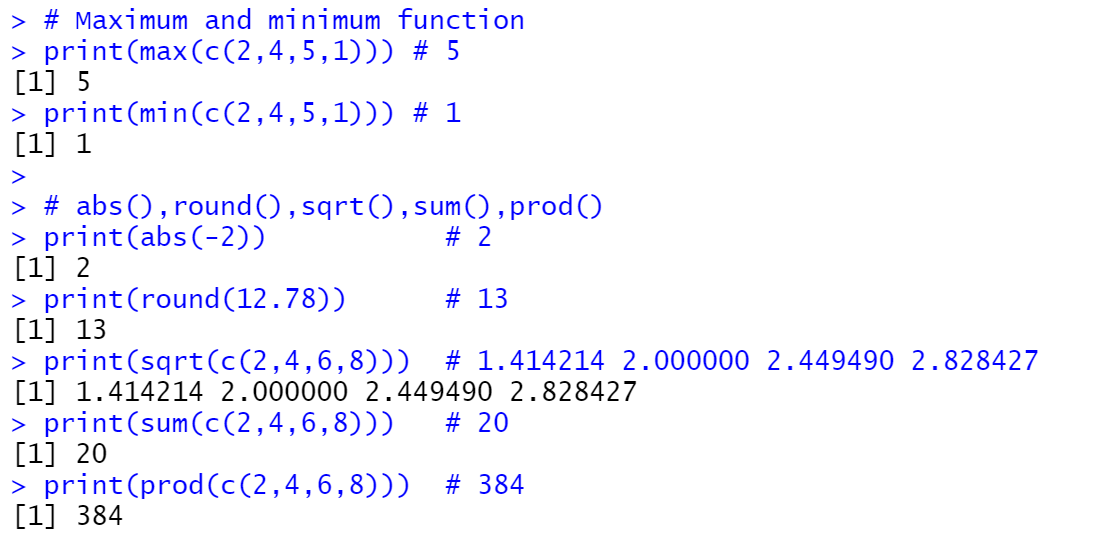 > # Maximum and minimum function
> print(max(c(2,4,5,1))) # 5
[1] 5
> print(min(c(2,4,5,1))) # 1
[1] 1
>
> # abs(),round(),sqrt(),sum(),prod()
> print(abs(-2))           # 2
[1] 2
> print(round(12.78))      # 13
[1] 13
> print(sqrt(c(2,4,6,8)))  # 1.414214 2.000000 2.449490 2.828427
[1] 1.414214 2.000000 2.449490 2.828427
> print(sum(c(2,4,6,8)))   # 20
[1] 20
> print(prod(c(2,4,6,8)))  # 384
[1] 384